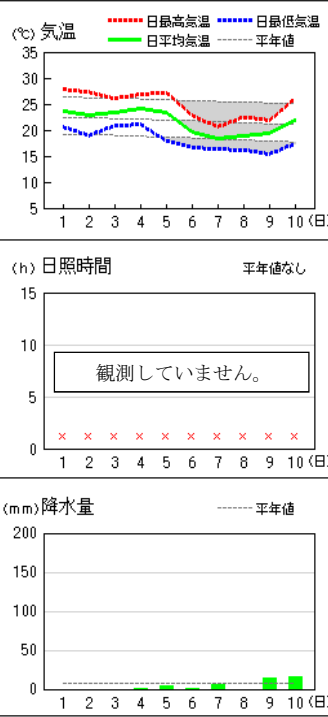 (℃) 気温 日最高気温 日最低気温
日平均気温 平年値
35
30
25
20
15
10
5
1 2 3 4 5 6 7 8 9 10 (日)
(h) 日照時間 平年値なし
15
10
観測していません。
5
0
× × × × × × × × × ×
1 2 3 4 5 6 7 8 9 10 (日)
(mm) 降水量 平年値
200
150
100
50
0
1 2 3 4 5 6 7 8 9 10 (日)